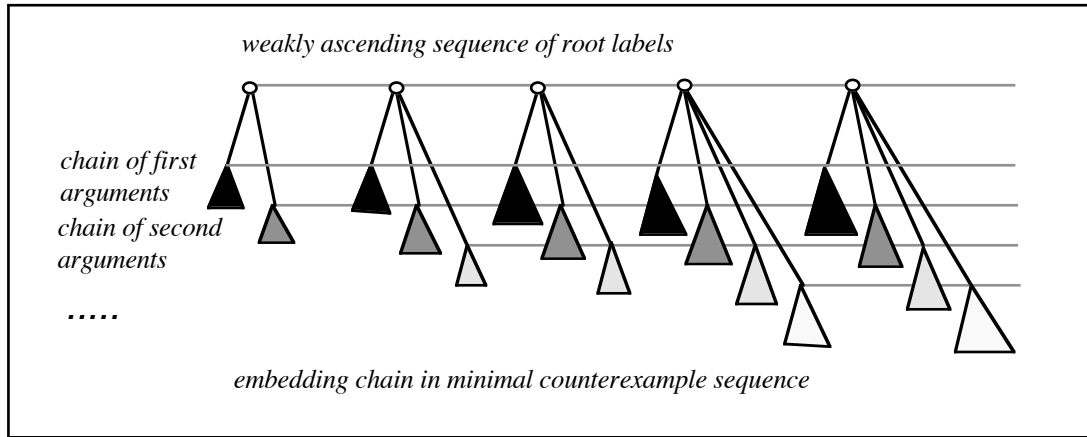 weakly ascending sequence of root labels
chain of first
arguments
chain of second
arguments
.....
embedding chain in minimal counterexample sequence